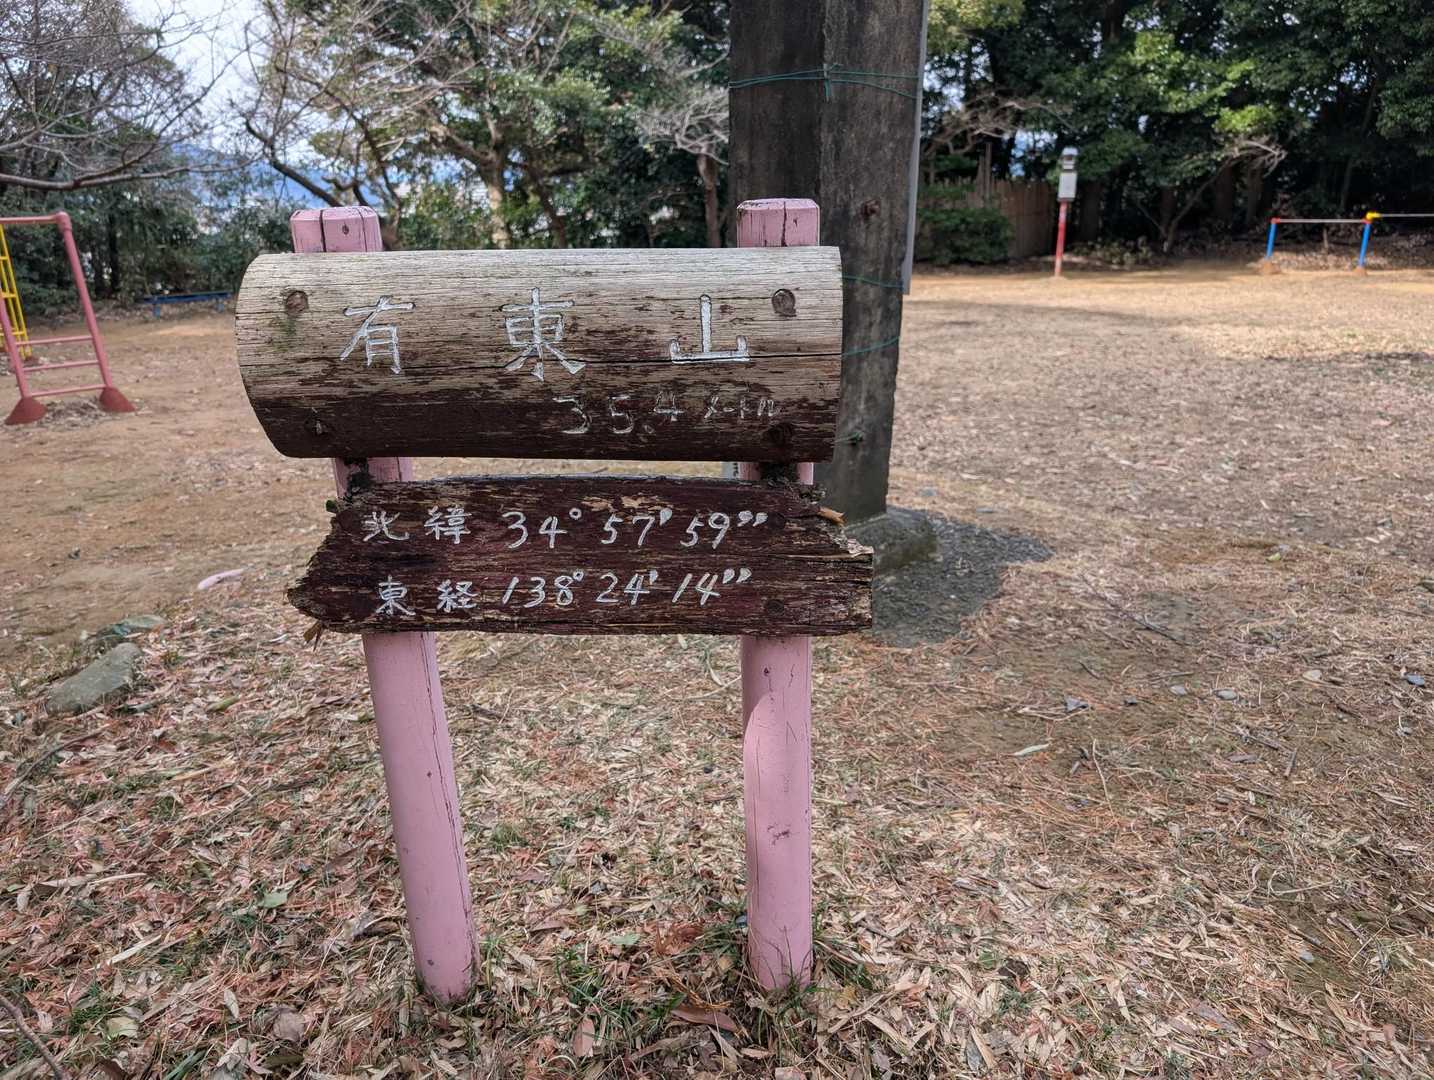 有東山
35.4メートル
北緯 34° 57' 59"
東経 138° 24' 14"